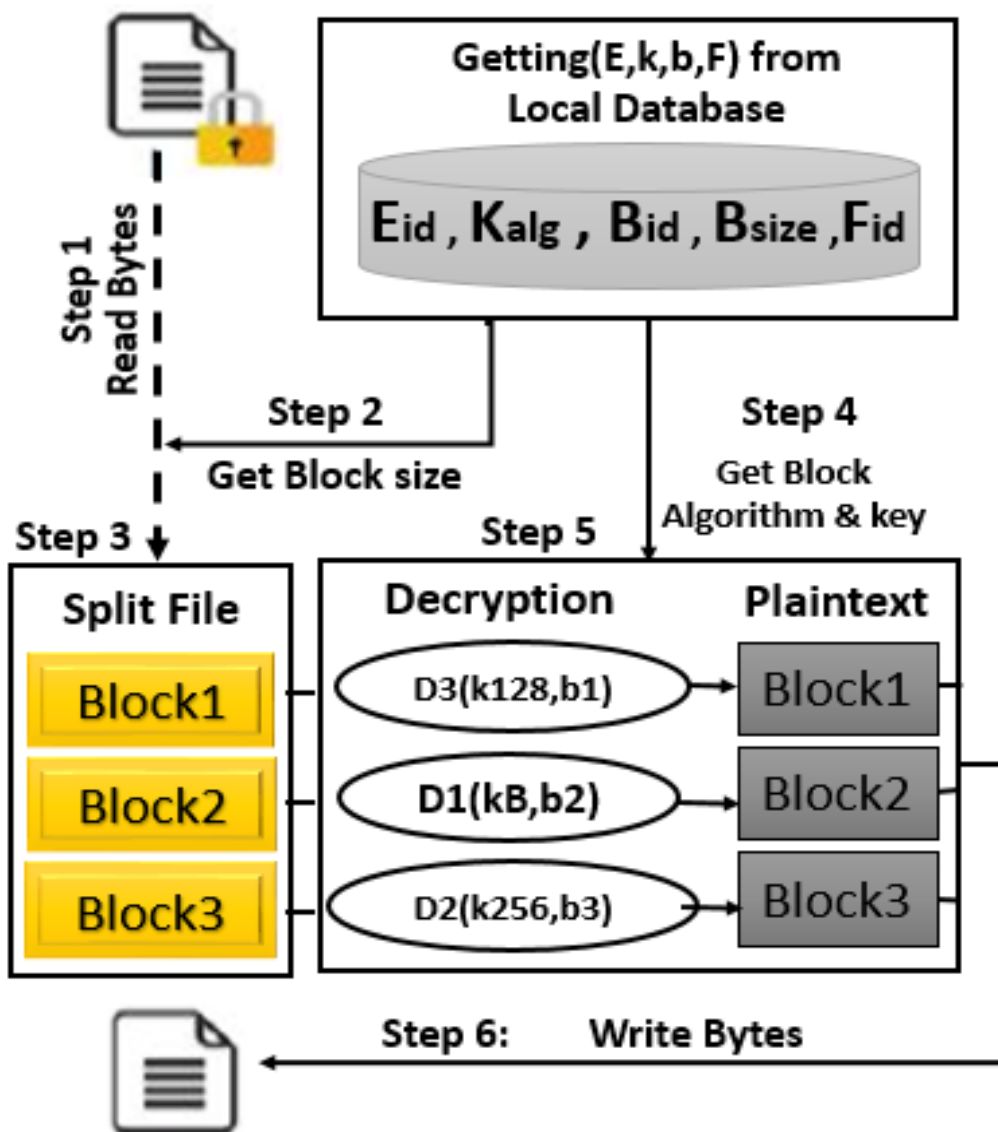 Getting(E,k,b,F) from
Local Database
Eid , Kalg , Bid , Bsize ,Fid
Step 1
Read Bytes
Step 2
Get Block size
Step 4
Get Block
Algorithm & key
Step 3
Step 5
Split File
Block1
Block2
Block3
Decryption
D3(k128,b1)
D1(kB,b2)
D2(k256,b3)
Plaintext
Block1
Block2
Block3
Step 6: Write Bytes